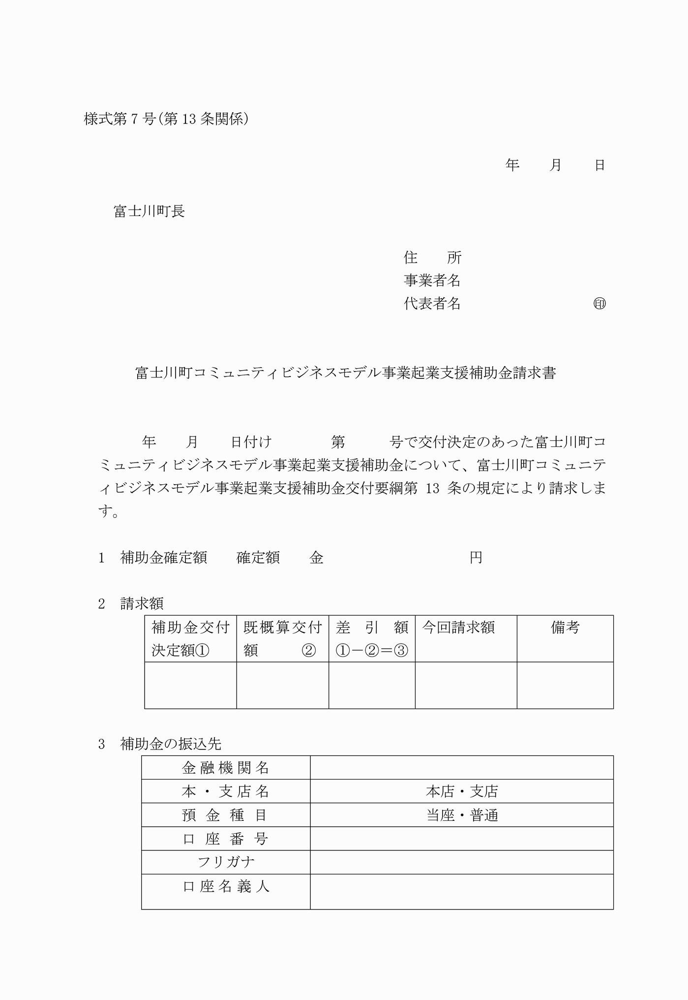 様式第7号(第13条関係)
年　　月　　日
富士川町長
住　　所
事業者名
代表者名　　　　　　　　　㊞
富士川町コミュニティビジネスモデル事業起業支援補助金請求書
年　　月　　日付け　　　　第　　　号で交付決定のあった富士川町コ
ミュニティビジネスモデル事業起業支援補助金について、富士川町コミュニテ
ィビジネスモデル事業起業支援補助金交付要綱第 13 条の規定により請求しま
す。
1　補助金確定額　　確定額　　金　　　　　　　　　　円
2　請求額
補助金交付決定額①　既概算交付額　　　②　差引額①－②＝③　今回請求額　備考
3　補助金の振込先
金融機関名
本・支店名　本店・支店
預金種目　当座・普通
口座番号
フリガナ
口座名義人